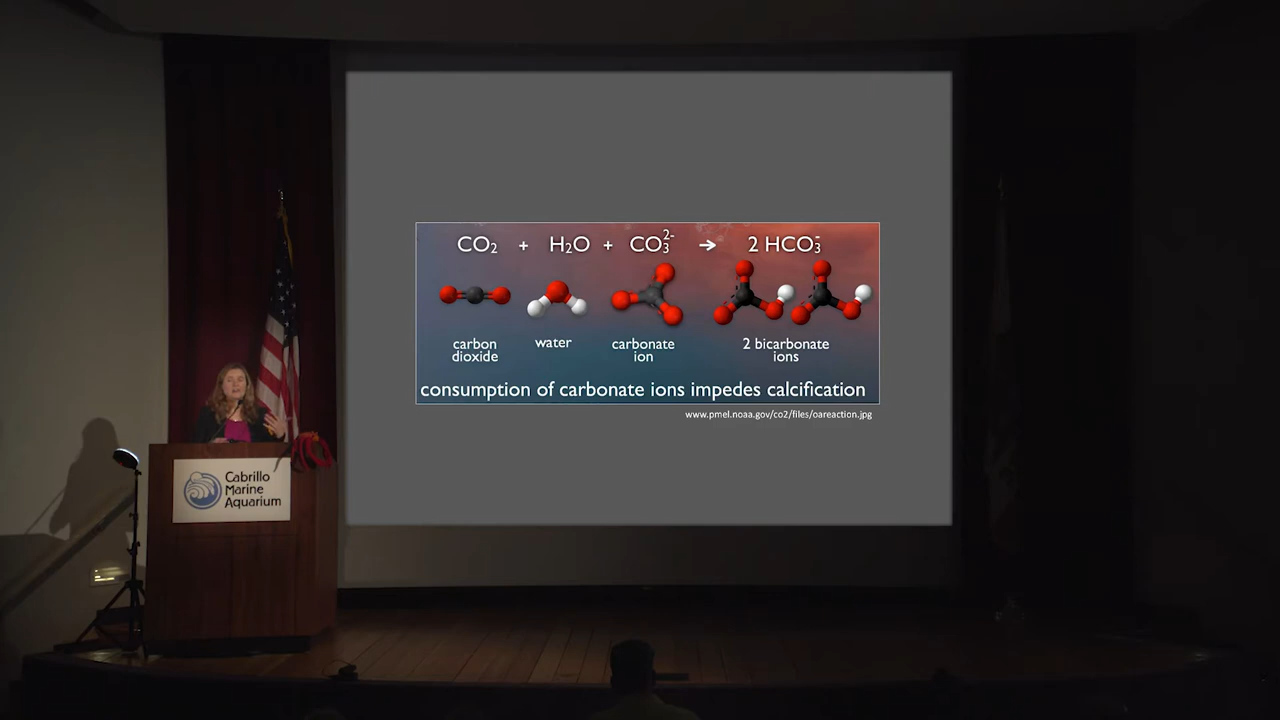 CO₂ + H₂O + CO₃²⁻ → 2 HCO₃⁻
carbon
dioxide
water
carbonate
ion
2 bicarbonate
ions
consumption of carbonate ions impedes calcification
www.pmel.noaa.gov/co2/files/oareaction.jpg
Cabrillo
Marine
Aquarium